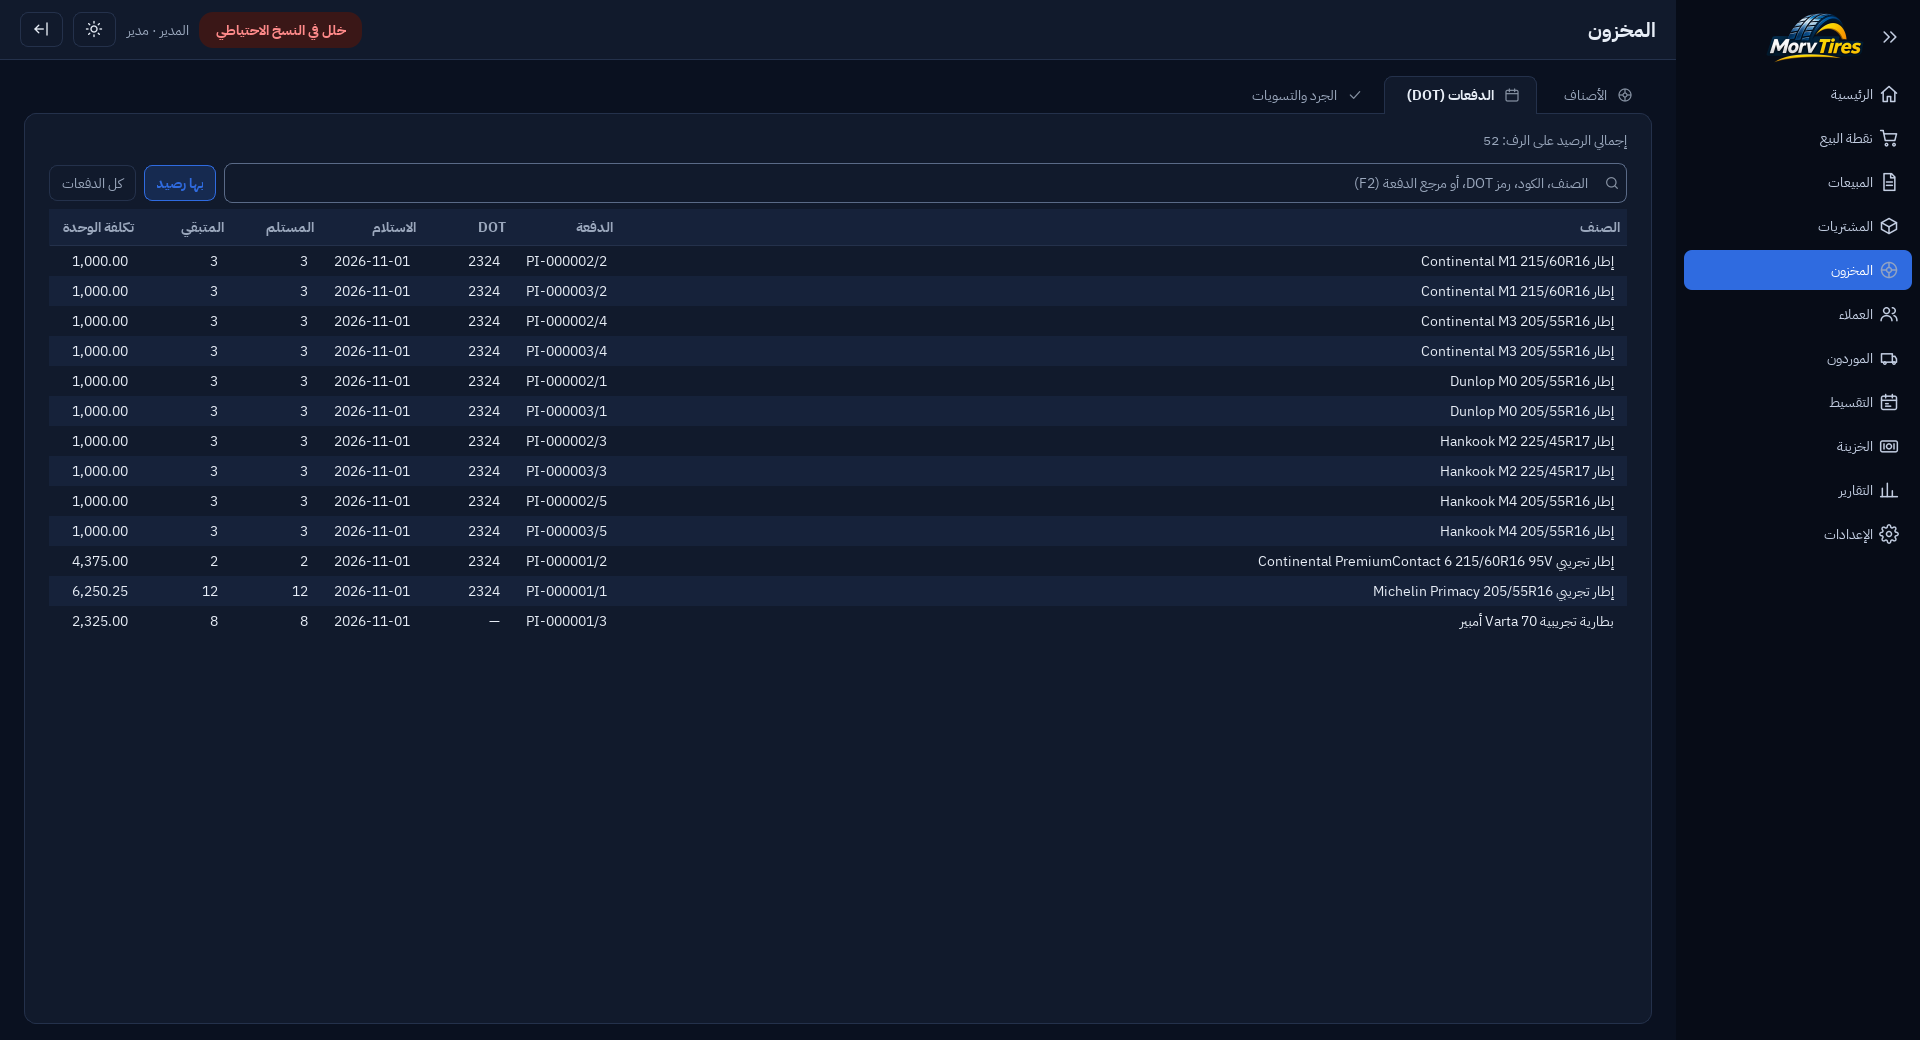 MorvTires
الرئيسية
نقطة البيع
المبيعات
المشتريات
المخزون
العملاء
الموردون
التقسيط
الخزينة
التقارير
الإعدادات
المخزون
خلل في النسخ الاحتياطي
المدير · مدير
الأصناف
الدفعات (DOT)
الجرد والتسويات
إجمالي الرصيد على الرف: 52
الصنف، الكود، رمز DOT، أو مرجع الدفعة (F2)
بها رصيد
كل الدفعات
الصنف الدفعة DOT الاستلام المستلم المتبقي تكلفة الوحدة
إطار Continental M1 215/60R16 PI-000002/2 2324 2026-11-01 3 3 1,000.00
إطار Continental M1 215/60R16 PI-000003/2 2324 2026-11-01 3 3 1,000.00
إطار Continental M3 205/55R16 PI-000002/4 2324 2026-11-01 3 3 1,000.00
إطار Continental M3 205/55R16 PI-000003/4 2324 2026-11-01 3 3 1,000.00
إطار Dunlop M0 205/55R16 PI-000002/1 2324 2026-11-01 3 3 1,000.00
إطار Dunlop M0 205/55R16 PI-000003/1 2324 2026-11-01 3 3 1,000.00
إطار Hankook M2 225/45R17 PI-000002/3 2324 2026-11-01 3 3 1,000.00
إطار Hankook M2 225/45R17 PI-000003/3 2324 2026-11-01 3 3 1,000.00
إطار Hankook M4 205/55R16 PI-000002/5 2324 2026-11-01 3 3 1,000.00
إطار Hankook M4 205/55R16 PI-000003/5 2324 2026-11-01 3 3 1,000.00
إطار تجريبي Continental PremiumContact 6 215/60R16 95V PI-000001/2 2324 2026-11-01 2 2 4,375.00
إطار تجريبي Michelin Primacy 205/55R16 PI-000001/1 2324 2026-11-01 12 12 6,250.25
بطارية تجريبية Varta 70 أمبير PI-000001/3 — 2026-11-01 8 8 2,325.00